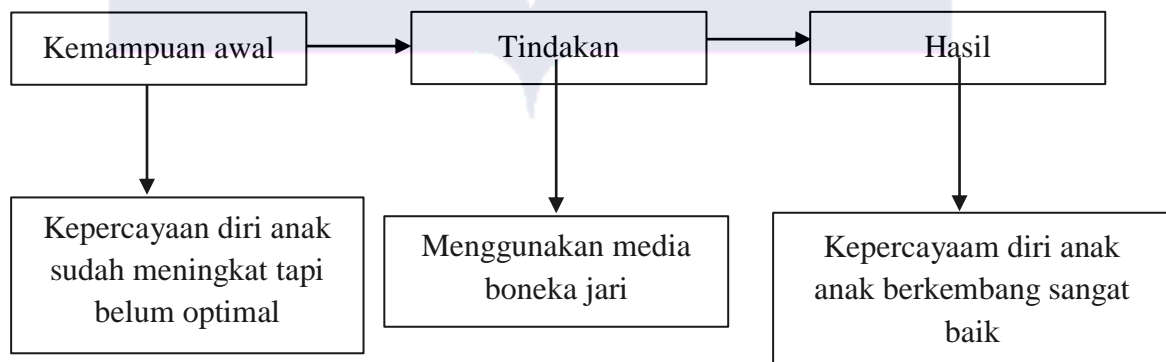 Kemampuan awal
Tindakan
Hasil
Kepercayaan diri anak
sudah meningkat tapi
belum optimal
Menggunakan media
boneka jari
Kepercayaam diri anak
anak berkembang sangat
baik